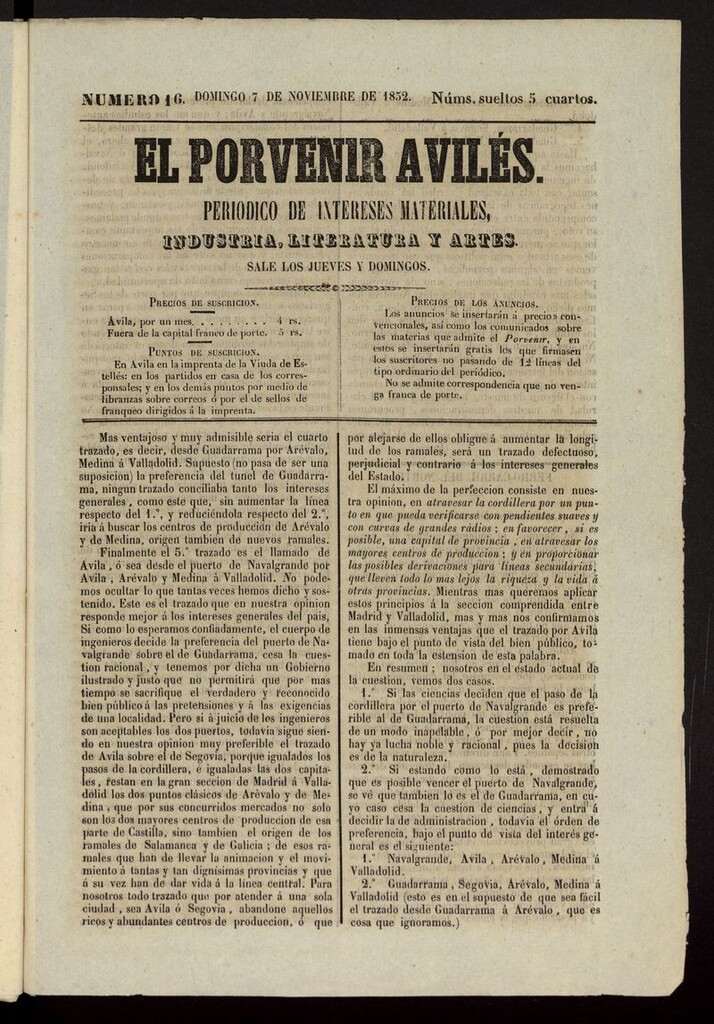 NUMERO 16. DOMINGO 7 DE NOVIEMBRE DE 1852. Núms. sueltos 5 cuartos.
EL PORVENIR AVILÉS.
PERIODICO DE INTERESES MATERIALES,
INDUSTRIA, LITERATURA Y ARTES.
SALE LOS JUEVES Y DOMINGOS.
PRECIOS DE SUSCRICION.
Avila, por un mes. . . . . . . . 4 rs.
Fuera de la capital franco de porte. 5 rs.
PUNTOS DE SUSCRICION.
En Avila en la imprenta de la Viuda de Es-
tellés: en los partidos en casa de los corres-
ponsales; y en los demás puntos por medio de
libranzas sobre correos ó por el de sellos de
franqueo dirigidos á la imprenta.
PRECIOS DE LOS ANUNCIOS.
Los anuncios se insertarán á precios con-
vencionales, así como los comunicados sobre
las materias que admite el Porvenir, y en
estos se insertarán gratis los que firmasen
los suscritores no pasando de 12 líneas del
tipo ordinario del periódico.
No se admite correspondencia que no ven-
ga franca de porte.
Mas ventajoso y muy admisible seria el cuarto
trazado, es decir, desde Guadarrama por Arévalo,
Medina á Valladolid. Supuesto (no pasa de ser una
suposicion) la preferencia del tunel de Guadarra-
ma, ningun trazado conciliaba tanto los intereses
generales, como este que, sin aumentar la línea
respecto del 1.º, y reduciéndola respecto del 2.º,
iria á buscar los centros de produccion de Arévalo
y de Medina, origen tambien de nuevos ramales.
Finalmente el 5.º trazado es el llamado de
Avila, ó sea desde el puerto de Navalgrande por
Avila, Arévalo y Medina á Valladolid. No pode-
mos ocultar lo que tantas veces hemos dicho y sos-
tenido. Este es el trazado que en nuestra opinion
responde mejor á los intereses generales del pais,
Si como lo esperamos confiadamente, el cuerpo de
ingenieros decide la preferencia del puerto de Na-
valgrande sobre el de Guadarrama, cesa la cues-
tion racional, y tenemos por dicha un Gobierno
ilustrado y justo que no permitirá que por mas
tiempo se sacrifique el verdadero y reconocido
bien público á las pretensiones y á las exigencias
de una localidad. Pero si á juicio de los ingenieros
son aceptables los dos puertos, todavia sigue sien-
do en nuestra opinion muy preferible el trazado
de Avila sobre el de Segovia, porque igualados los
pasos de la cordillera, é igualadas las dos capita-
les, restan en la gran seccion de Madrid á Valla-
dolid los dos puntos clásicos de Arévalo y de Me-
dina, que por sus concurridos mercados no solo
son los dos mayores centros de produccion de esa
parte de Castilla, sino tambien el orígen de los
ramales de Salamanca y de Galicia; de esos ra-
males que han de llevar la animacion y el movi-
miento á tantas y tan dignísimas provincias y que
á su vez han de dar vida á la línea central. Para
nosotros todo trazado que por atender á una sola
ciudad, sea Avila ó Segovia, abandone aquellos
ricos y abundantes centros de produccion, ó que
por alejarse de ellos obligue á aumentar la longi-
tud de los ramales, será un trazado defectuoso,
perjudicial y contrario á los intereses generales
del Estado.
El máximo de la perfeccion consiste en nues-
tra opinion, en atravesar la cordillera por un pun-
to en que pueda verificarse con pendientes suaves y
con curvas de grandes rádios; en favorecer, si es
posible, una capital de provincia, en atravesar los
mayores centros de produccion; y en proporcionar
las posibles derivaciones para líneas secundarias,
que lleven todo lo mas lejos la riqueza y la vida á
otras provincias. Mientras mas queremos aplicar
estos principios á la seccion comprendida entre
Madrid y Valladolid, mas y mas nos confirmamos
en las inmensas ventajas que el trazado por Avila
tiene bajo el punto de vista del bien público, to-
mado en toda la estension de esta palabra.
En resumen; nosotros en el estado actual de
la cuestion, vemos dos casos.
1.º Si las ciencias deciden que el paso de la
cordillera por el puerto de Navalgrande es prefe-
rible al de Guadarrama, la cuestion está resuelta
de un modo inapelable, ó por mejor decir, no
hay ya lucha noble y racional, pues la decision
es de la naturaleza.
2.º Si estando como lo está, demostrado
que es posible vencer el puerto de Navalgrande,
se vé que tambien lo es el de Guadarrama, en cu-
yo caso cesa la cuestion de ciencias, y entra á
decidir la de administracion, todavia el órden de
preferencia, bajo el punto de vista del interés ge-
neral es el siguiente:
1.º Navalgrande, Avila, Arévalo, Medina á
Valladolid.
2.º Guadarrama, Segovia, Arévalo, Medina á
Valladolid (esto es en el supuesto de que sea fácil
el trazado desde Guadarrama á Arévalo, que es
cosa que ignoramos.)